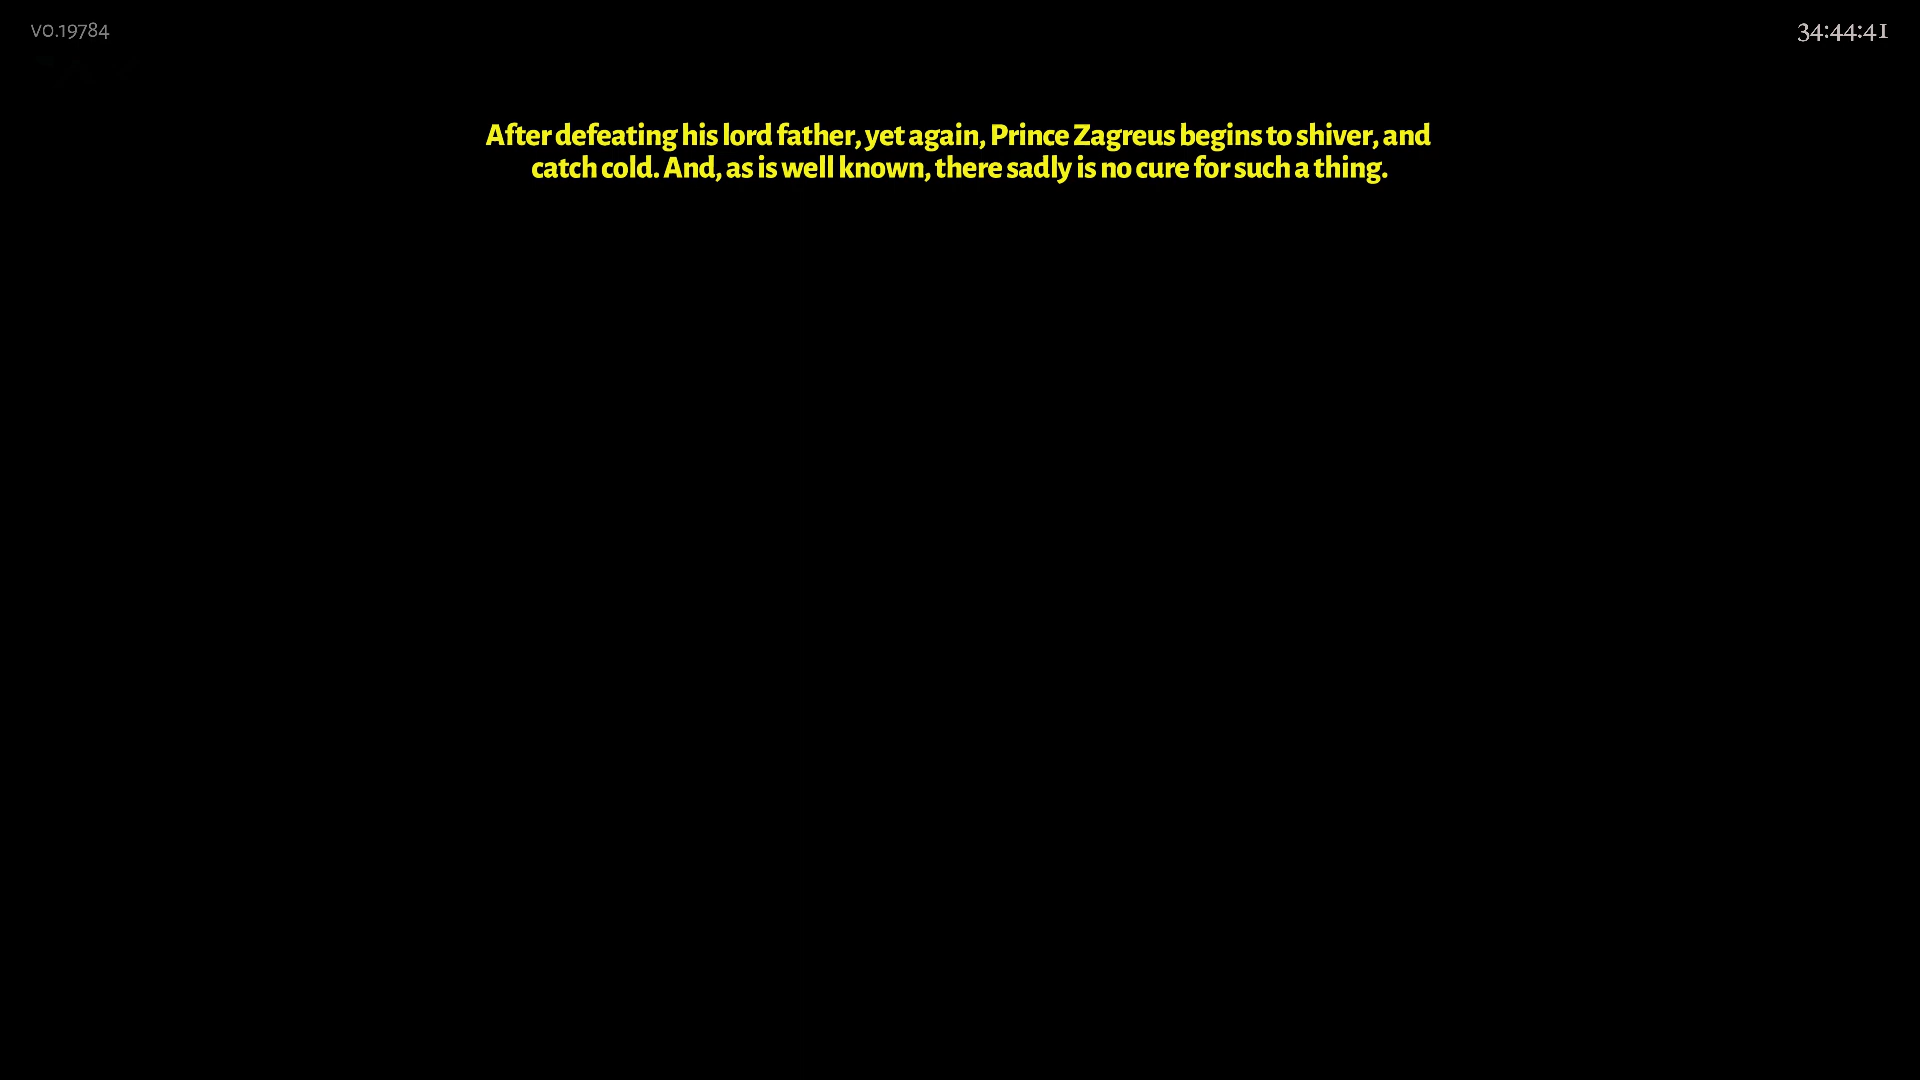 V0.19784
34:44:41
After defeating his lord father, yet again, Prince Zagreus begins to shiver, and
catch cold. And, as is well known, there sadly is no cure for such a thing.